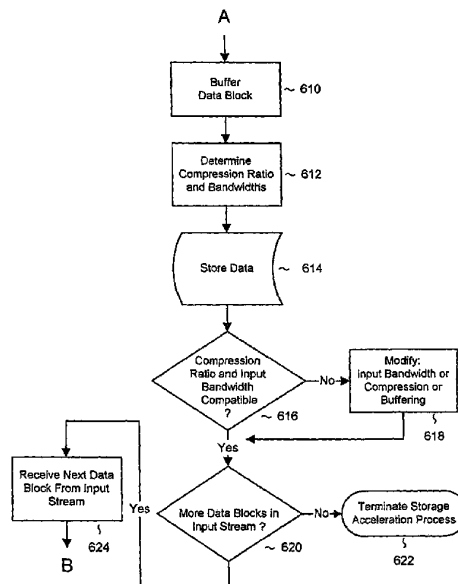 A
Buffer
Data Block
~ 610
Determine
Compression Ratio
and Bandwidths
~ 612
Store Data
~ 614
Compression
Ratio and Input
Bandwidth
Compatible
?
~ 616
No
Modify:
Input Bandwidth or
Compression or
Buffering
~
618
Yes
Receive Next Data
Block From Input
Stream
~
624
B
Yes
More Data Blocks in
Input Stream ?
~ 620
No
Terminate Storage
Acceleration Process
~
622